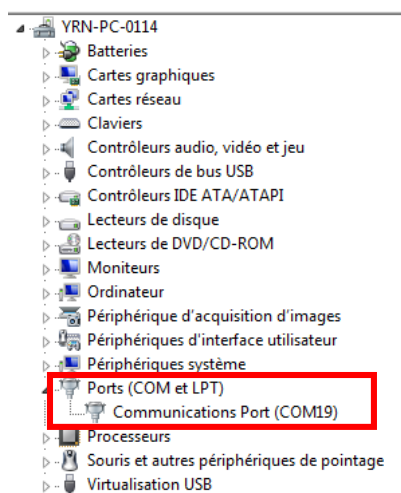 YRN-PC-0114
Batteries
Cartes graphiques
Cartes réseau
Claviers
Contrôleurs audio, vidéo et jeu
Contrôleurs de bus USB
Contrôleurs IDE ATA/ATAPI
Lecteurs de disque
Lecteurs de DVD/CD-ROM
Moniteurs
Ordinateur
Périphérique d'acquisition d'images
Périphériques d'interface utilisateur
Périphériques système
Ports (COM et LPT)
Communications Port (COM19)
Processeurs
Souris et autres périphériques de pointage
Virtualisation USB